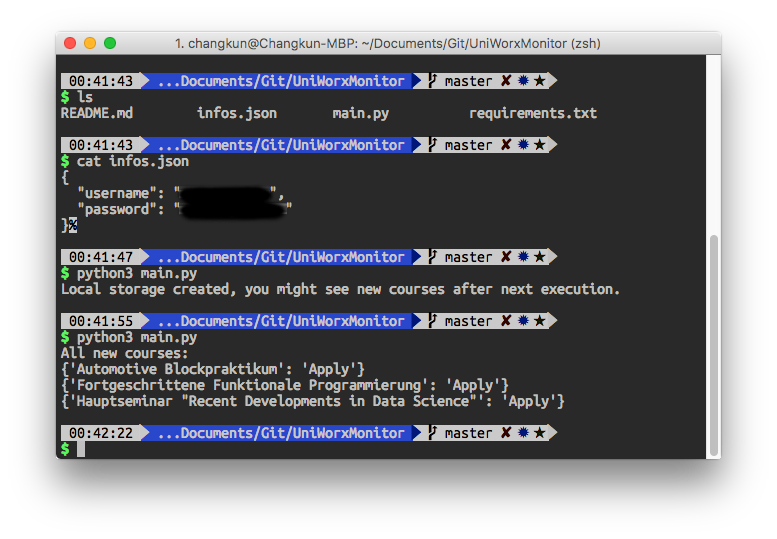 1. changkun@Changkun-MBP: ~/Documents/Git/UniWorxMonitor (zsh)
00:41:43 ...Documents/Git/UniWorxMonitor master ✘ ✹ ★
$ ls
README.md infos.json main.py requirements.txt
00:41:43 ...Documents/Git/UniWorxMonitor master ✘ ✹ ★
$ cat infos.json
{
"username": "",
"password": ""
}%
00:41:47 ...Documents/Git/UniWorxMonitor master ✘ ✹ ★
$ python3 main.py
Local storage created, you might see new courses after next execution.
00:41:55 ...Documents/Git/UniWorxMonitor master ✘ ✹ ★
$ python3 main.py
All new courses:
{'Automotive Blockpraktikum': 'Apply'}
{'Fortgeschrittene Funktionale Programmierung': 'Apply'}
{'Hauptseminar "Recent Developments in Data Science"': 'Apply'}
00:42:22 ...Documents/Git/UniWorxMonitor master ✘ ✹ ★
$